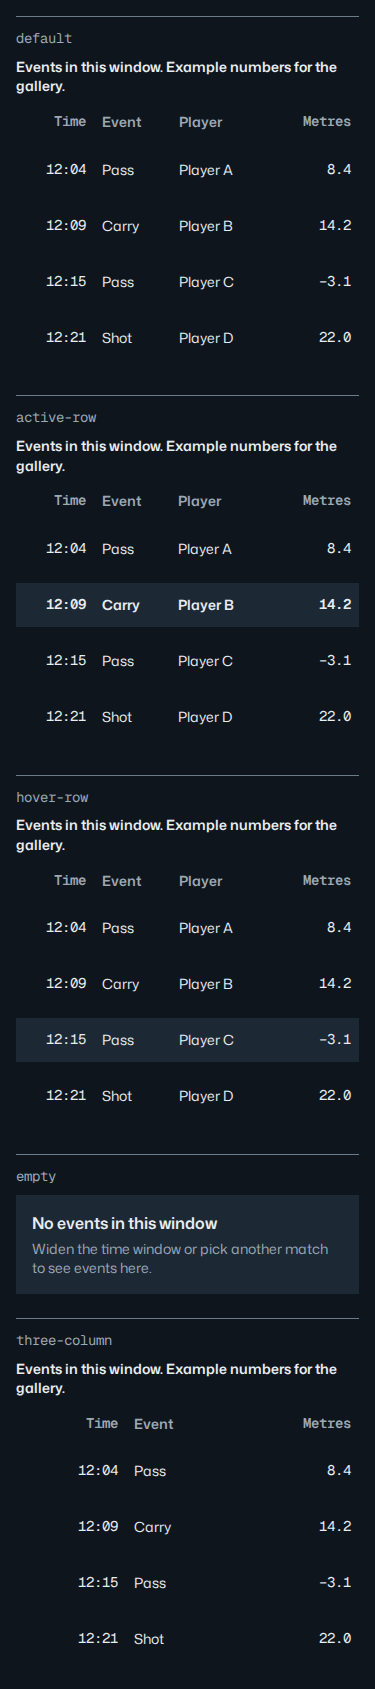 default
Events in this window. Example numbers for the
gallery.
Time Event Player Metres
12:04 Pass Player A 8.4
12:09 Carry Player B 14.2
12:15 Pass Player C −3.1
12:21 Shot Player D 22.0
active-row
Events in this window. Example numbers for the
gallery.
Time Event Player Metres
12:04 Pass Player A 8.4
12:09 Carry Player B 14.2
12:15 Pass Player C −3.1
12:21 Shot Player D 22.0
hover-row
Events in this window. Example numbers for the
gallery.
Time Event Player Metres
12:04 Pass Player A 8.4
12:09 Carry Player B 14.2
12:15 Pass Player C −3.1
12:21 Shot Player D 22.0
empty
No events in this window
Widen the time window or pick another match
to see events here.
three-column
Events in this window. Example numbers for the
gallery.
Time Event Metres
12:04 Pass 8.4
12:09 Carry 14.2
12:15 Pass −3.1
12:21 Shot 22.0